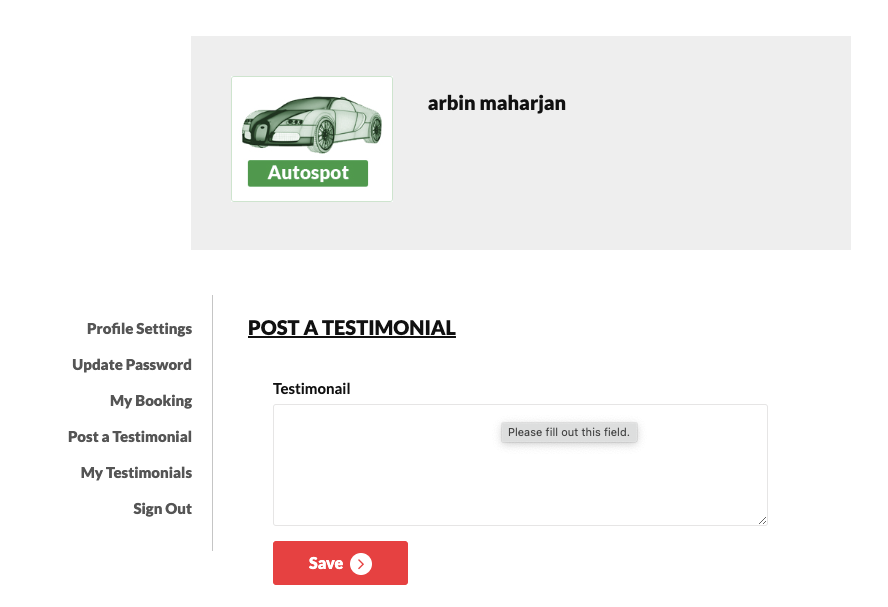 arbin maharjan
Autospot
Profile Settings
Update Password
My Booking
Post a Testimonial
My Testimonials
Sign Out
POST A TESTIMONIAL
Testimonail
Please fill out this field.
Save